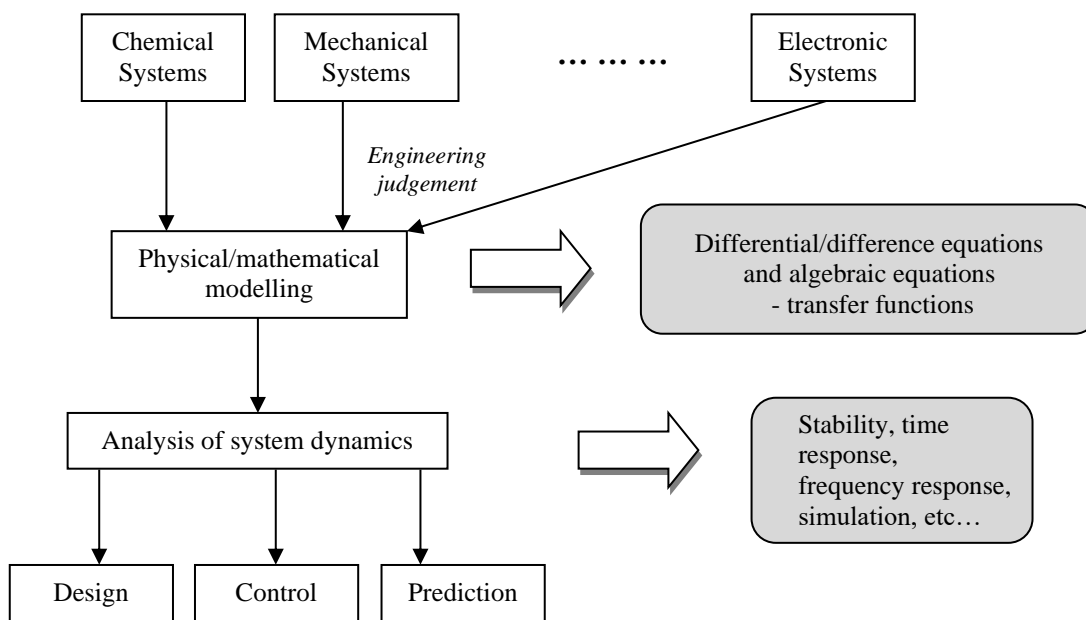 Chemical
Systems
Mechanical
Systems
… … …
Electronic
Systems
Engineering
judgement
Physical/mathematical
modelling
Differential/difference equations
and algebraic equations
- transfer functions
Analysis of system dynamics
Stability, time
response,
frequency response,
simulation, etc…
Design
Control
Prediction